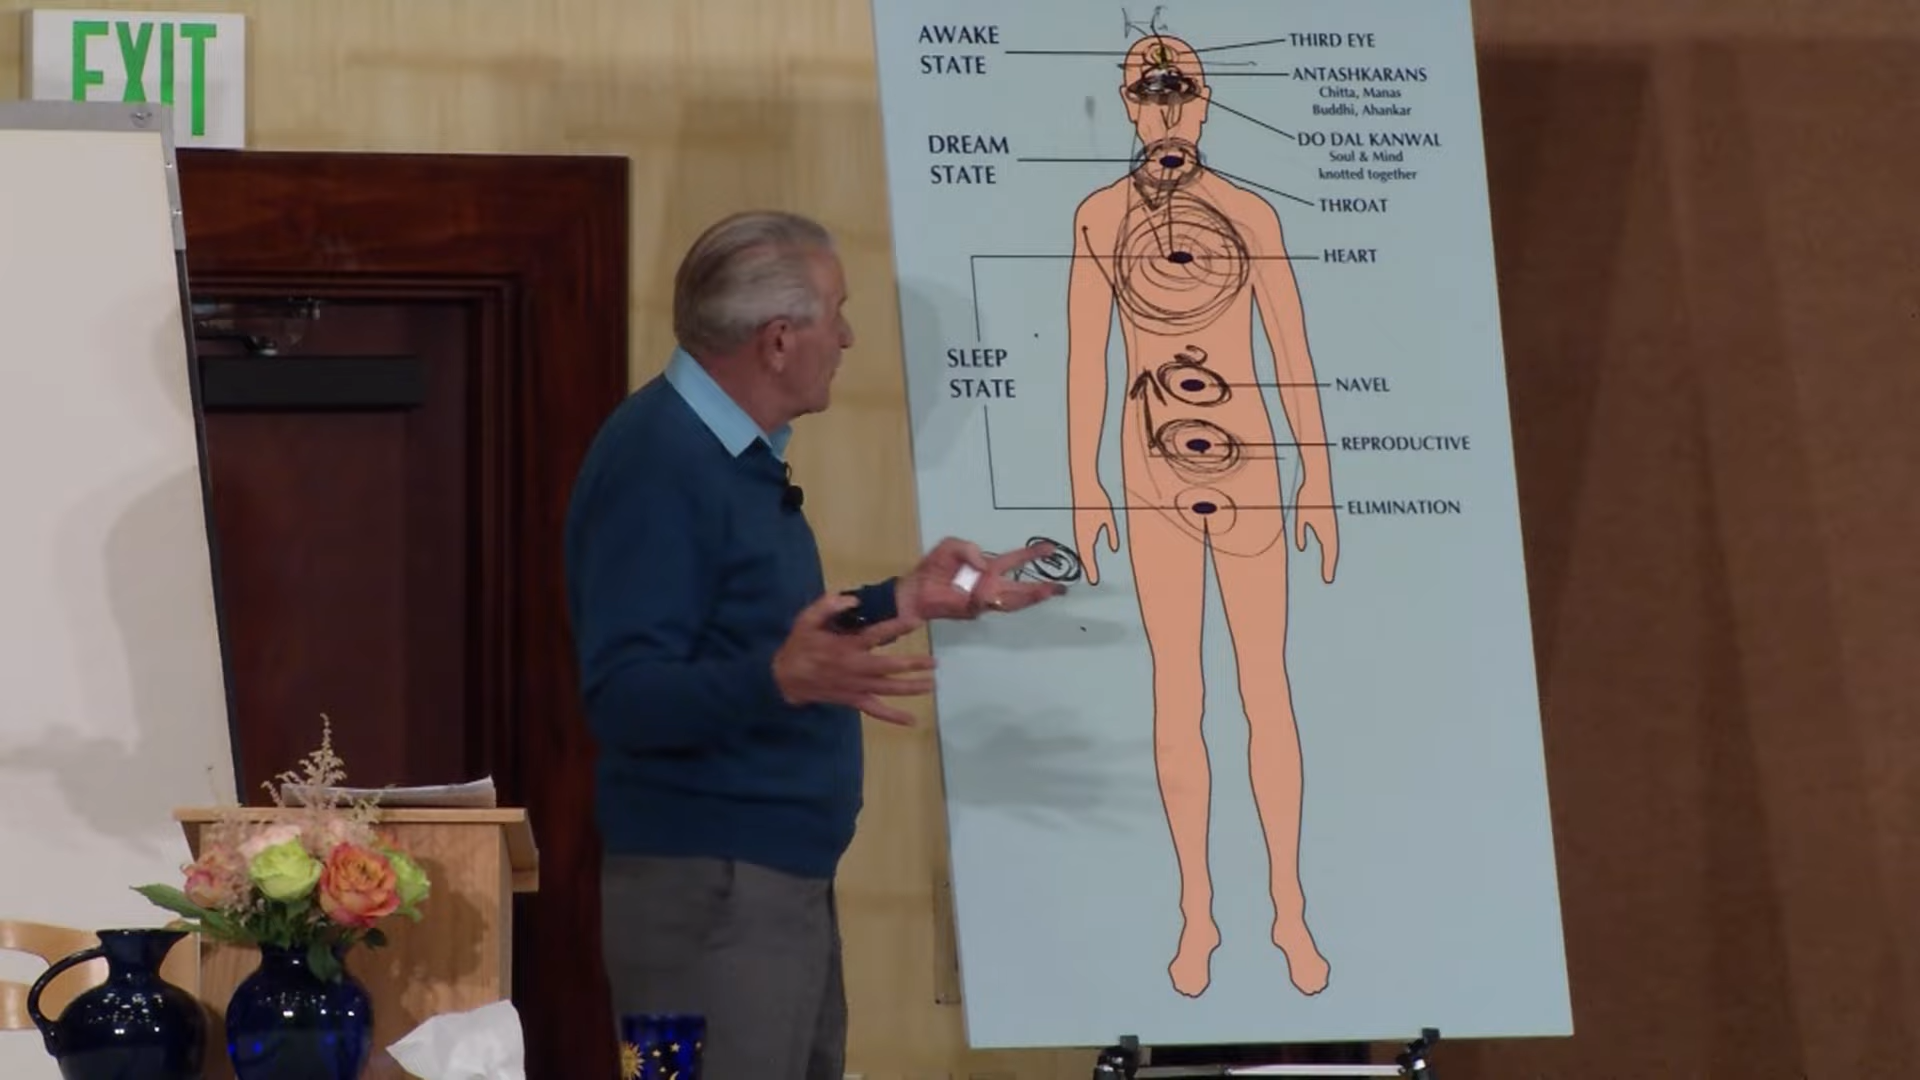 EXIT
AWAKE
STATE
THIRD EYE
ANTASHKARANS
Chitta, Manas
Buddhi, Ahankar
DREAM
STATE
DO DAL KANWAL
Soul & Mind
knotted together
THROAT
HEART
SLEEP
STATE
NAVEL
REPRODUCTIVE
ELIMINATION